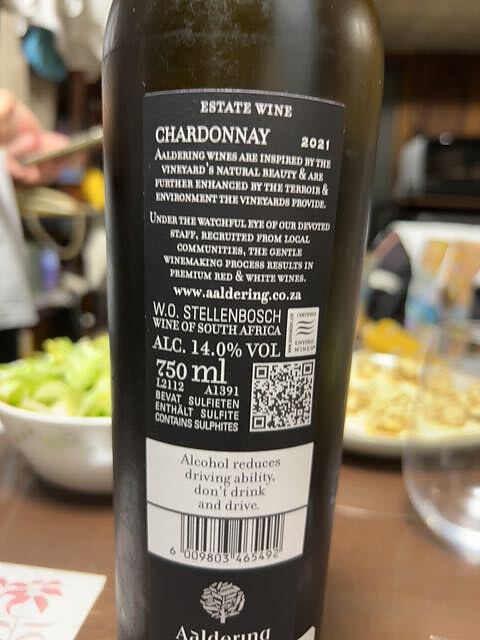 ESTATE WINE
CHARDONNAY 2021
AALDERING WINES ARE INSPIRED BY THE
VINEYARD'S NATURAL BEAUTY & ARE
FURTHER ENHANCED BY THE TERROIR &
ENVIRONMENT THE VINEYARDS PROVIDE.
UNDER THE WATCHFUL EYE OF OUR DEVOTED
STAFF, RECRUITED FROM LOCAL
COMMUNITIES, THE GENTLE
WINEMAKING PROCESS RESULTS IN
PREMIUM RED & WHITE WINES.
www.aaldering.co.za
W.O. STELLENBOSCH
WINE OF SOUTH AFRICA
ALC. 14.0% VOL
750 ml
L2112 A1391
BEVAT SULFIETEN
ENTHÄLT SULFITE
CONTAINS SULPHITES
Alcohol reduces
driving ability,
don't drink
and drive.
6 009803 465492
Aaldering